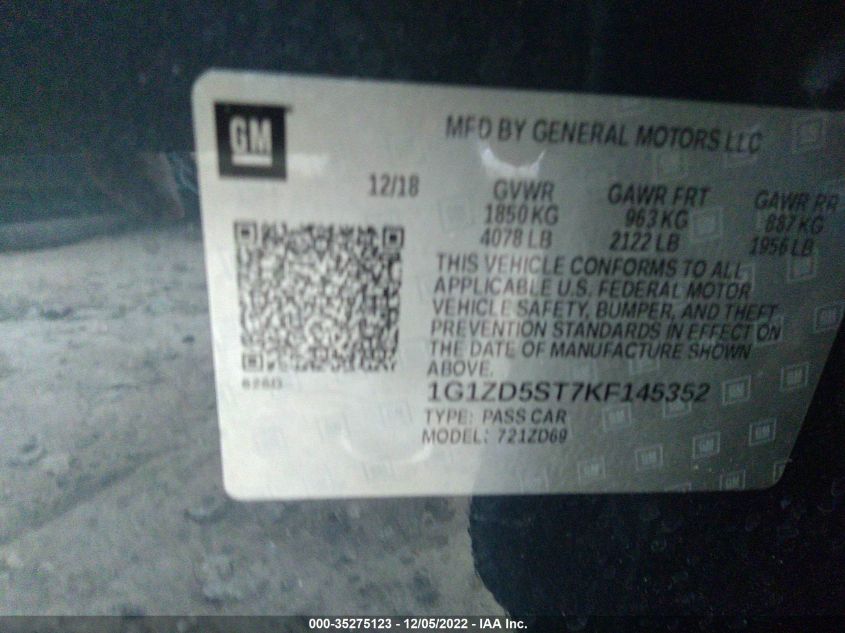 GM
MFD BY GENERAL MOTORS LLC
12/18
GVWR
1850 KG
4078 LB
GAWR FRT
963 KG
2122 LB
GAWR RR
887 KG
1956 LB
THIS VEHICLE CONFORMS TO ALL
APPLICABLE U.S. FEDERAL MOTOR
VEHICLE SAFETY, BUMPER, AND THEFT
PREVENTION STANDARDS IN EFFECT ON
THE DATE OF MANUFACTURE SHOWN
ABOVE.
1G1ZD5ST7KF145352
TYPE: PASS CAR
MODEL: 721ZD69
000-35275123 - 12/05/2022 - IAA Inc.